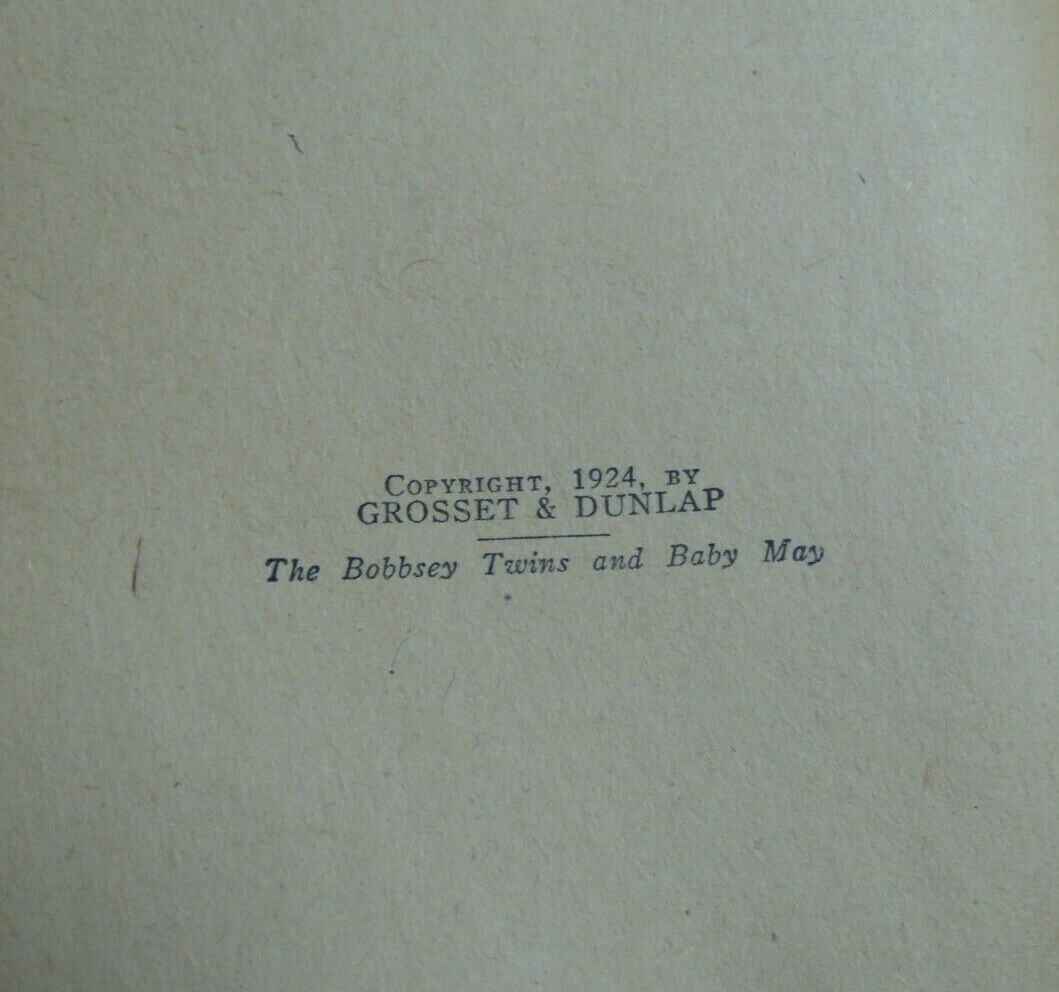 COPYRIGHT, 1924, BY
GROSSET & DUNLAP
The Bobbsey Twins and Baby May